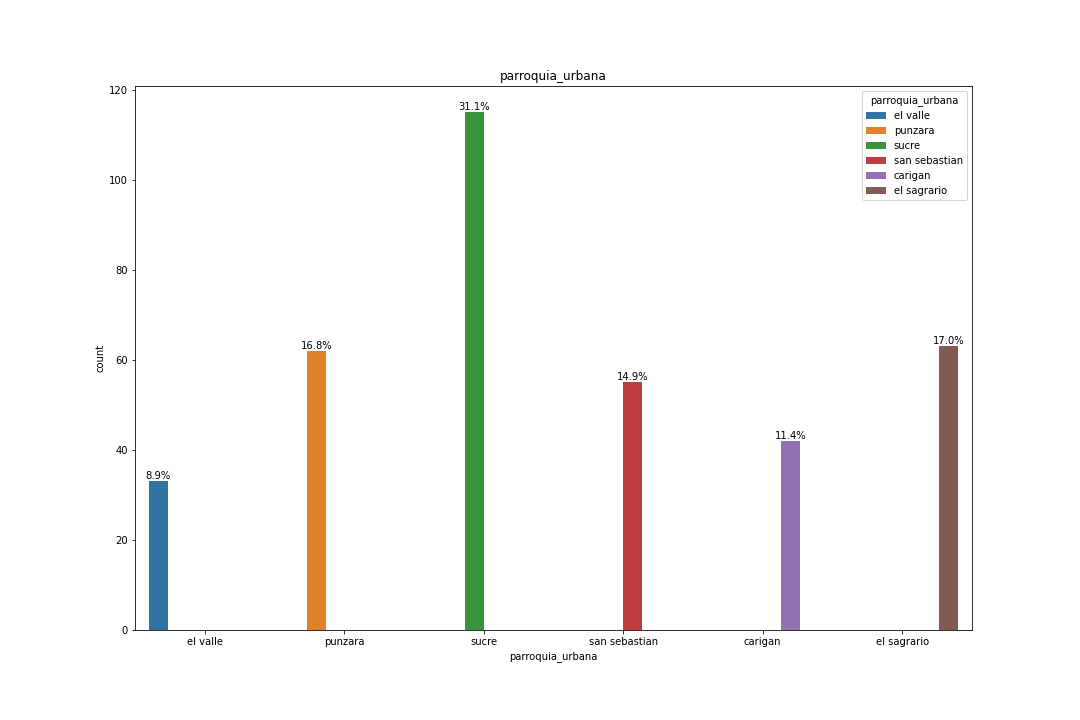 parroquia_urbana
120
100
80
60
40
20
0
count
8.9%
16.8%
31.1%
14.9%
11.4%
17.0%
parroquia_urbana
el valle
punzara
sucre
san sebastian
carigan
el sagrario
el valle
punzara
sucre
san sebastian
carigan
el sagrario
parroquia_urbana